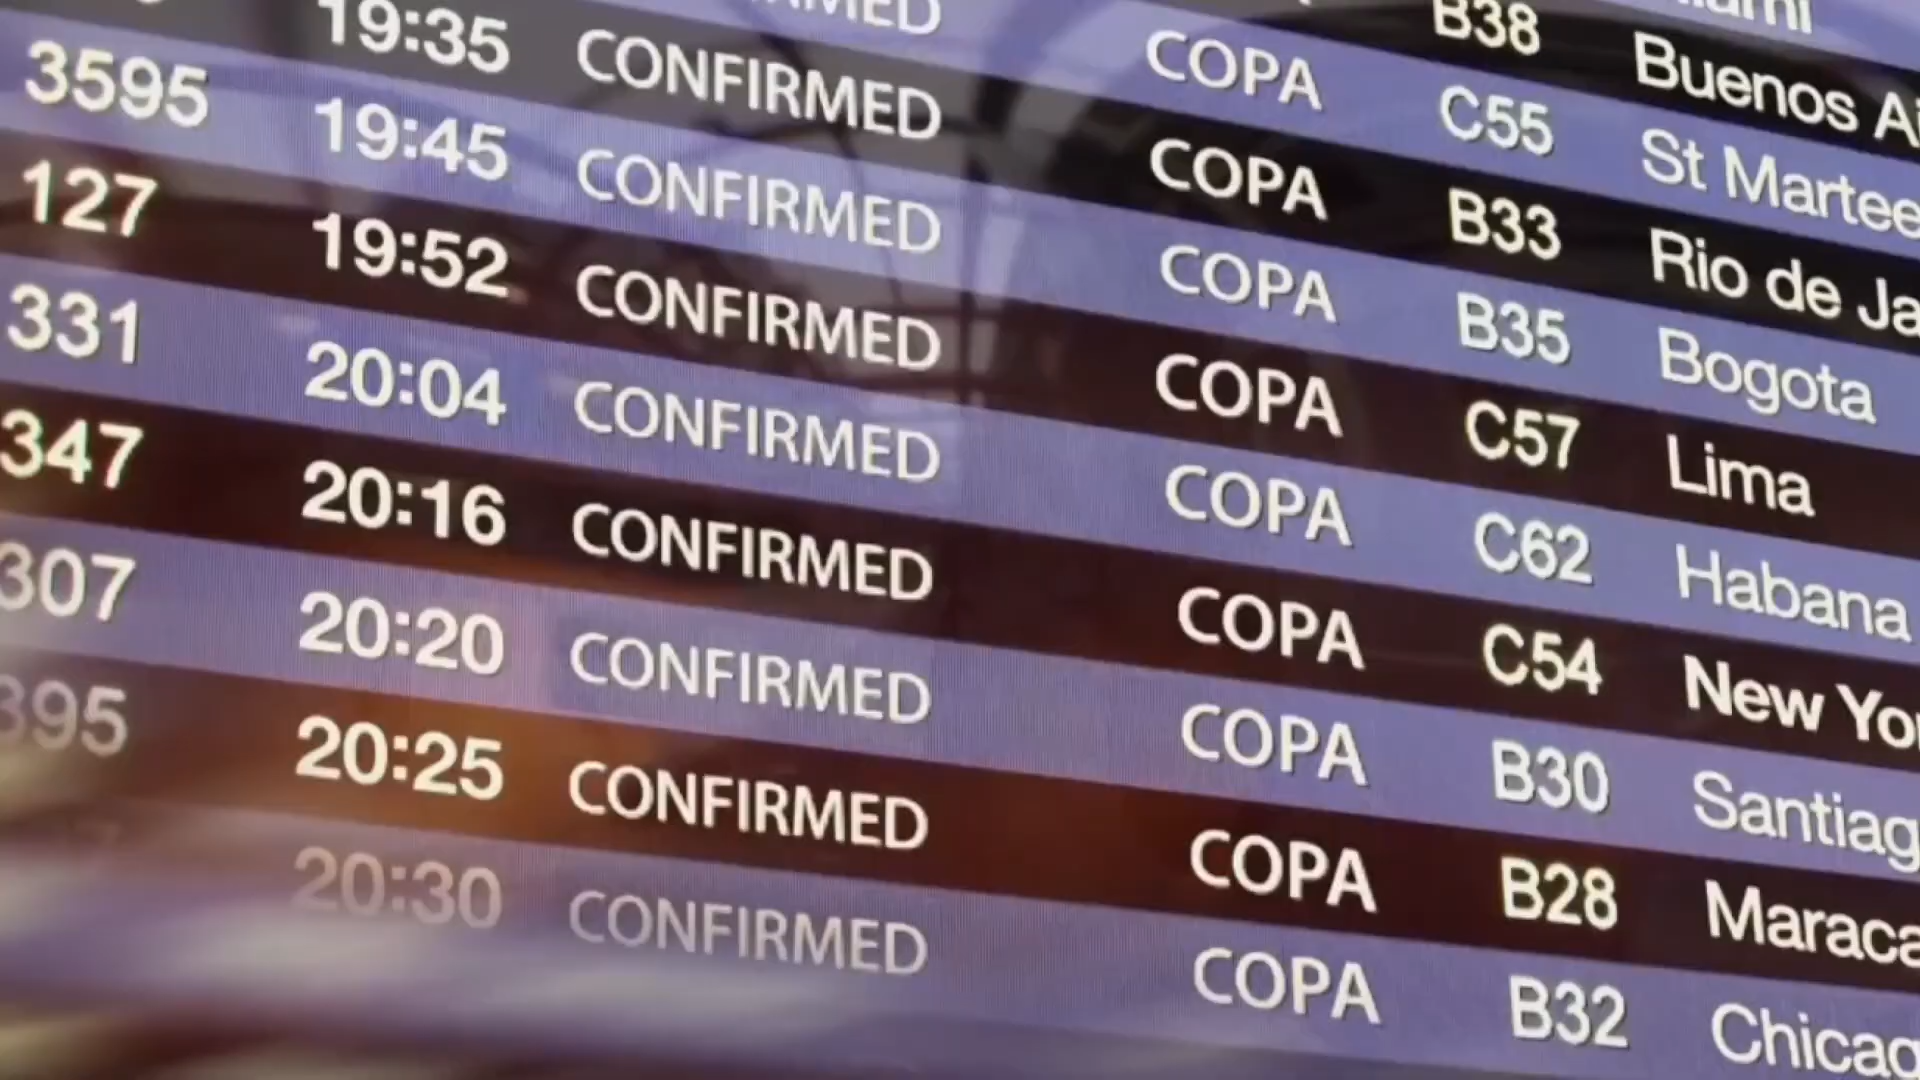 B38 Buenos Ai
COPA C55 St Martee
19:35 CONFIRMED COPA B33 Rio de Ja
3595 19:45 CONFIRMED COPA B35 Bogota
127 19:52 CONFIRMED COPA C57 Lima
331 20:04 CONFIRMED COPA C62 Habana
347 20:16 CONFIRMED COPA C54 New Yo
307 20:20 CONFIRMED COPA B30 Santiag
395 20:25 CONFIRMED COPA B28 Maraca
20:30 CONFIRMED COPA B32 Chicag